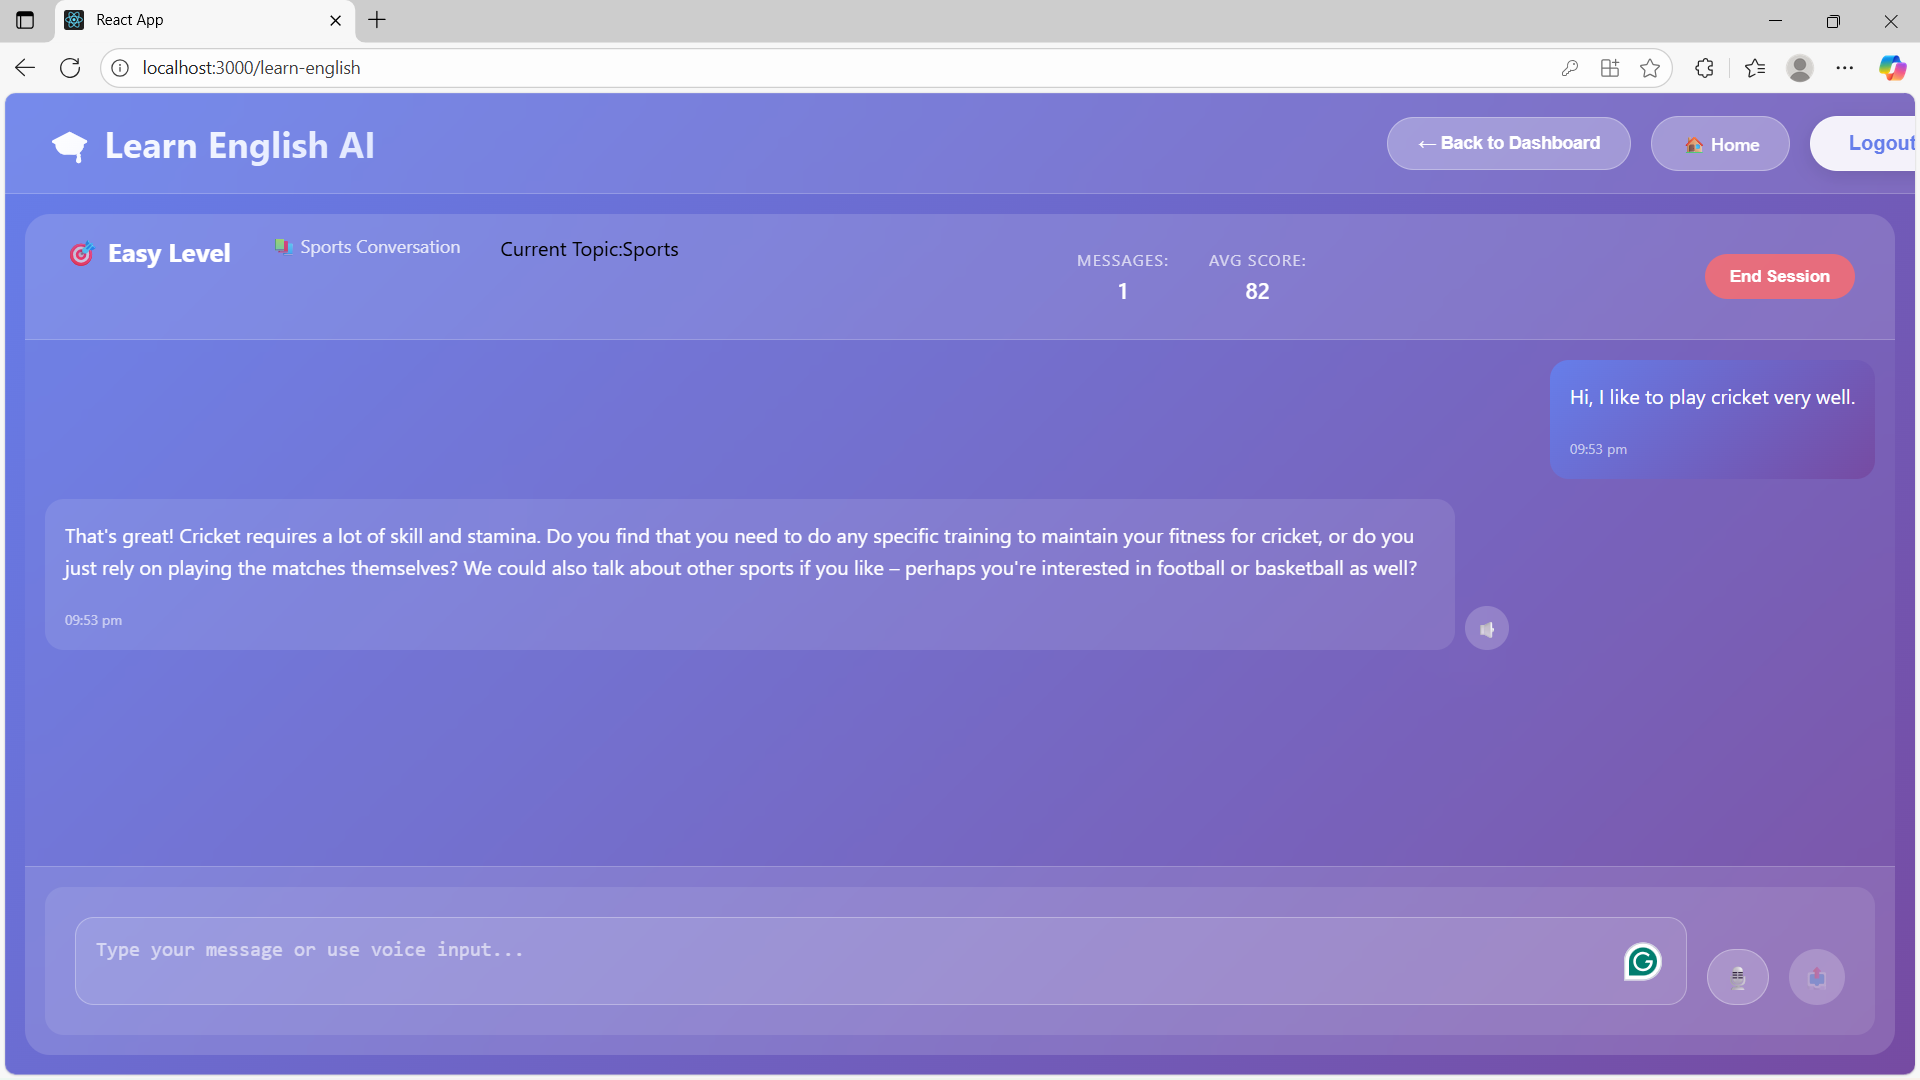 React App
localhost:3000/learn-english
Learn English AI
← Back to Dashboard
Home
Logout
Easy Level
Sports Conversation
Current Topic:Sports
MESSAGES:
1
AVG SCORE:
82
End Session
Hi, I like to play cricket very well.
09:53 pm
That's great! Cricket requires a lot of skill and stamina. Do you find that you need to do any specific training to maintain your fitness for cricket, or do you
just rely on playing the matches themselves? We could also talk about other sports if you like – perhaps you're interested in football or basketball as well?
09:53 pm
Type your message or use voice input...